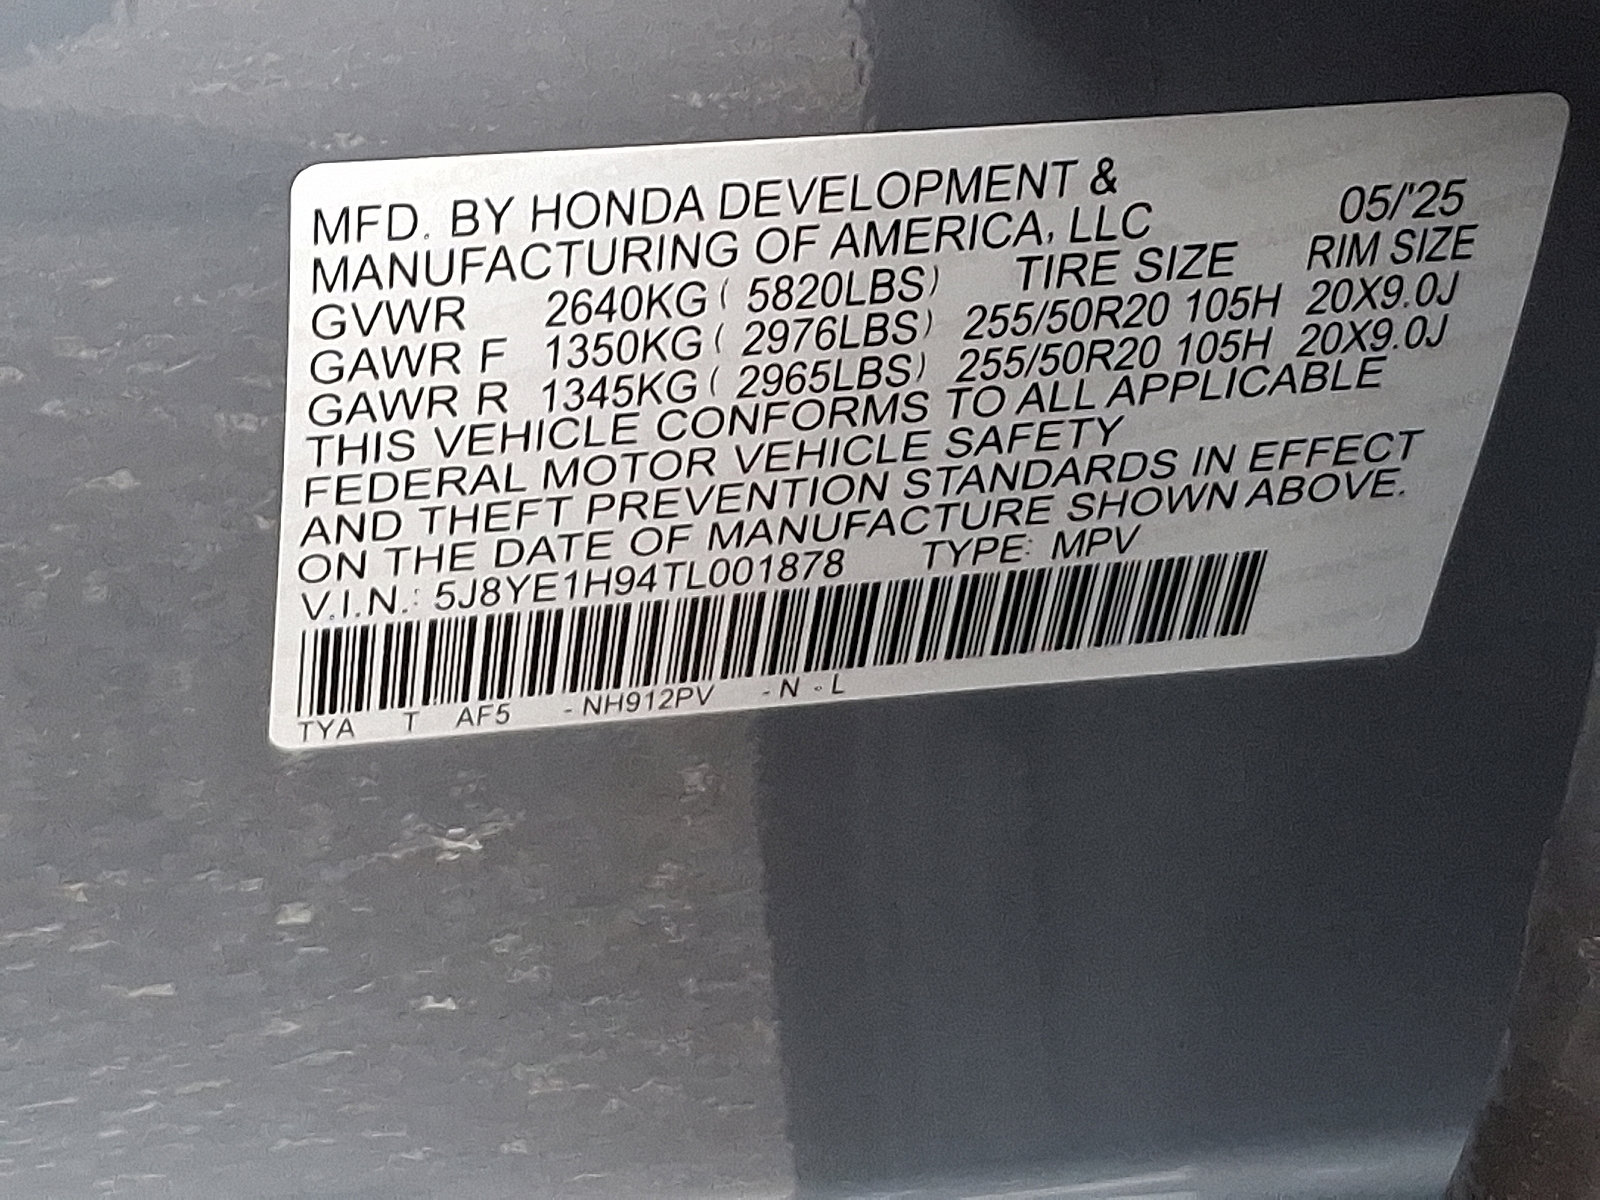 MFD. BY HONDA DEVELOPMENT &
MANUFACTURING OF AMERICA, LLC 05/'25
GVWR 2640KG ( 5820LBS) TIRE SIZE RIM SIZE
GAWR F 1350KG ( 2976LBS) 255/50R20 105H 20X9.0J
GAWR R 1345KG ( 2965LBS) 255/50R20 105H 20X9.0J
THIS VEHICLE CONFORMS TO ALL APPLICABLE
FEDERAL MOTOR VEHICLE SAFETY
AND THEFT PREVENTION STANDARDS IN EFFECT
ON THE DATE OF MANUFACTURE SHOWN ABOVE.
V.I.N.: 5J8YE1H94TL001878 TYPE: MPV
TYA T AF5 - NH912PV - N - L